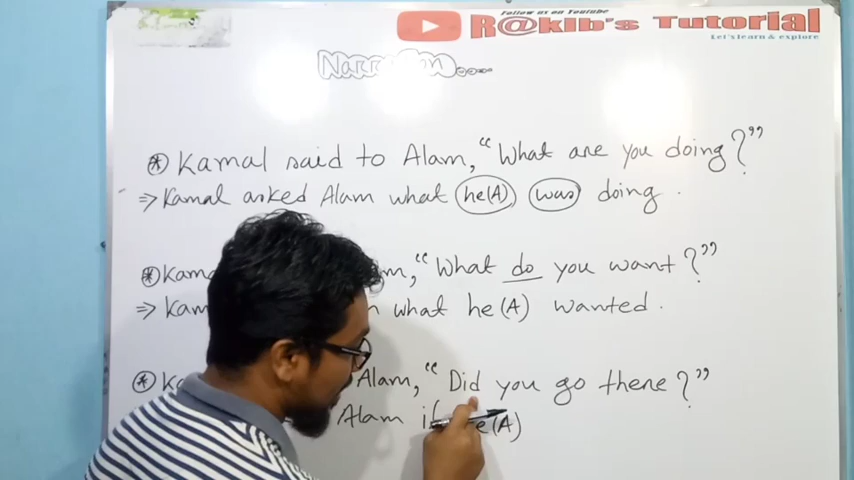 Follow us on Youtube
R@kib's Tutorial
Let's learn & explore
Narration
* Kamal said to Alam, “What are you doing?”
⇒ Kamal asked Alam what he(A) was doing.
* Kama m, “What do you want?”
⇒ Kam what he(A) wanted.
* Ka Alam, “Did you go there?”
Alam if he(A)